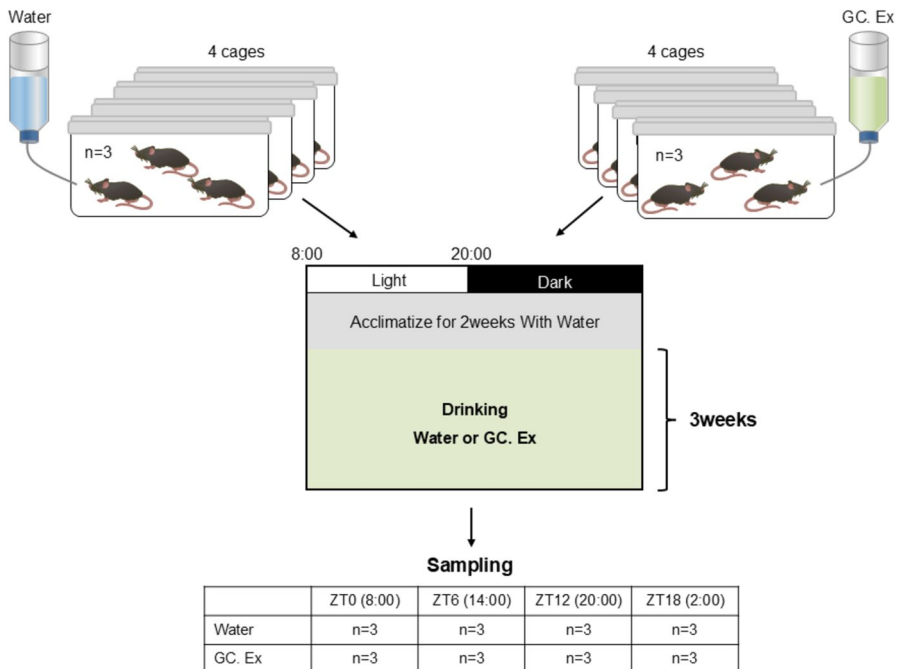 Water
GC. Ex
4 cages
4 cages
n=3
n=3
8:00
20:00
Light
Dark
Acclimatize for 2weeks With Water
Drinking
Water or GC. Ex
3weeks
Sampling
ZT0 (8:00) ZT6 (14:00) ZT12 (20:00) ZT18 (2:00)
Water n=3 n=3 n=3 n=3
GC. Ex n=3 n=3 n=3 n=3